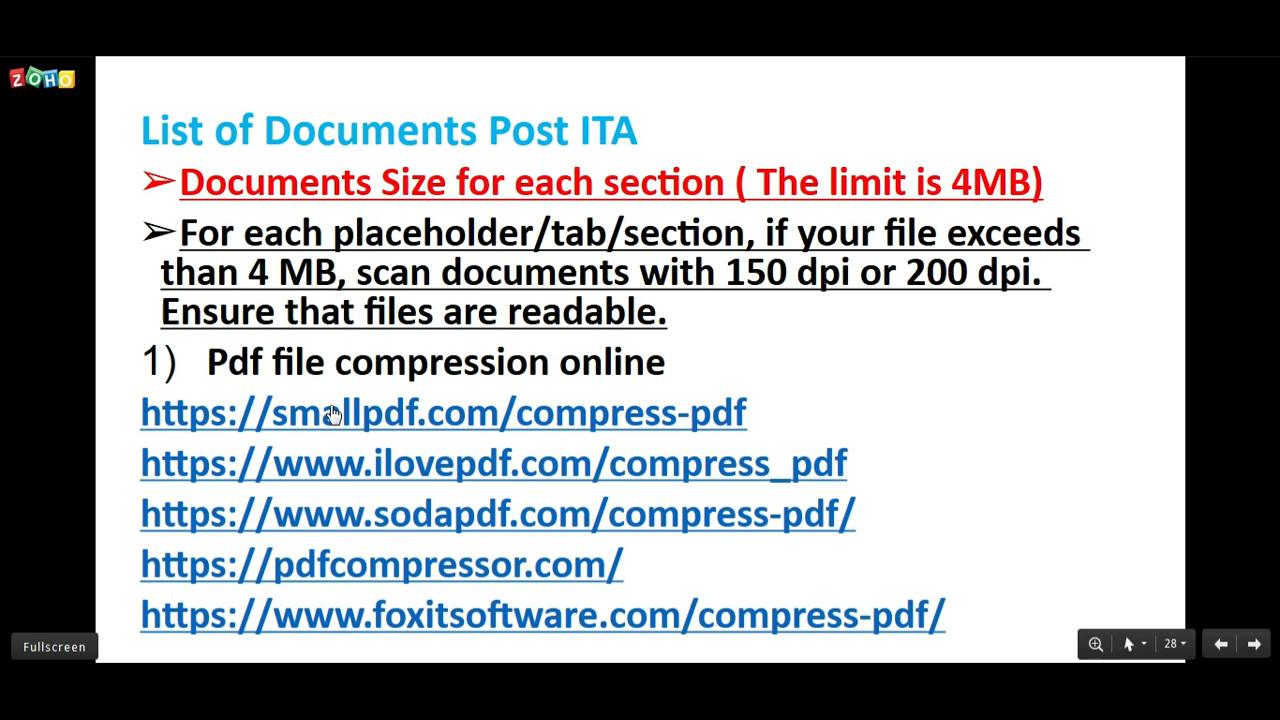 ZOHO
List of Documents Post ITA
➢Documents Size for each section ( The limit is 4MB)
➢For each placeholder/tab/section, if your file exceeds
than 4 MB, scan documents with 150 dpi or 200 dpi.
Ensure that files are readable.
1) Pdf file compression online
https://smallpdf.com/compress-pdf
https://www.ilovepdf.com/compress_pdf
https://www.sodapdf.com/compress-pdf/
https://pdfcompressor.com/
https://www.foxitsoftware.com/compress-pdf/
Fullscreen
28